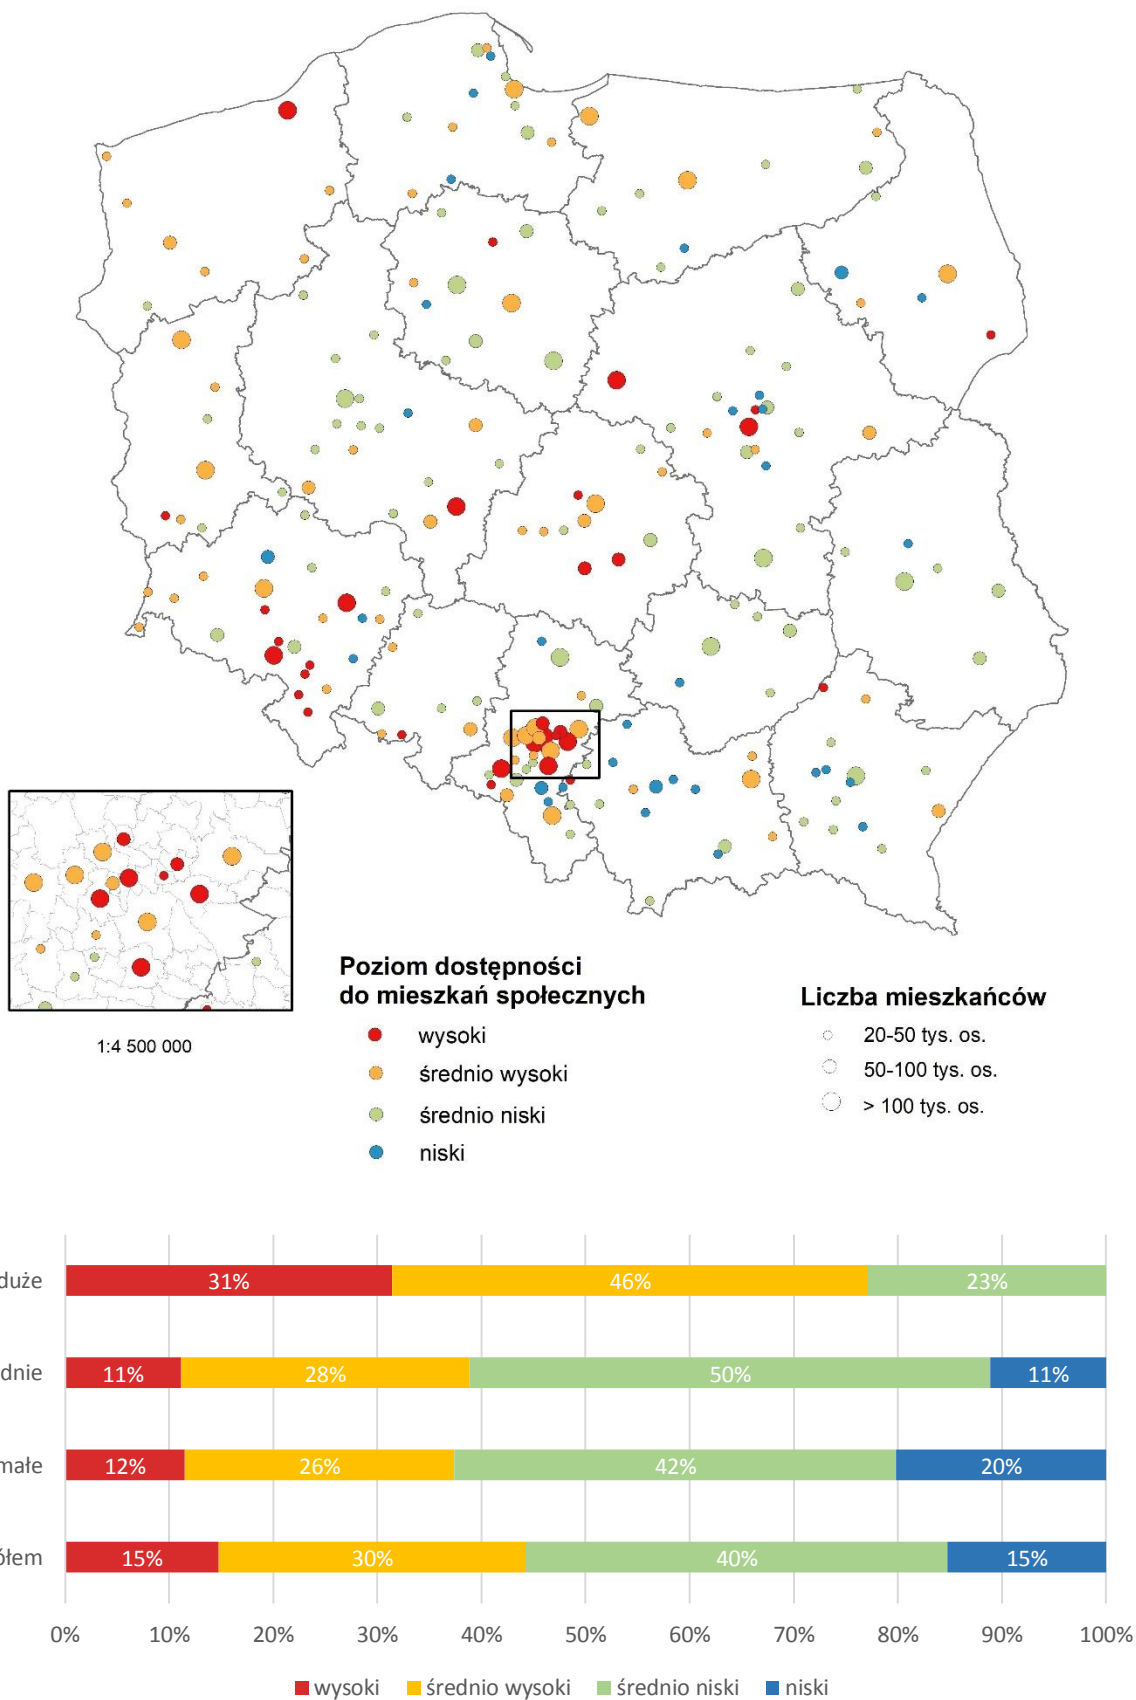 1:4 500 000
Poziom dostępności
do mieszkań społecznych
wysoki
średnio wysoki
średnio niski
niski
Liczba mieszkańców
20-50 tys. os.
50-100 tys. os.
> 100 tys. os.
duże 31% 46% 23%
dnie 11% 28% 50% 11%
małe 12% 26% 42% 20%
ółem 15% 30% 40% 15%
0% 10% 20% 30% 40% 50% 60% 70% 80% 90% 100%
wysoki średnio wysoki średnio niski niski